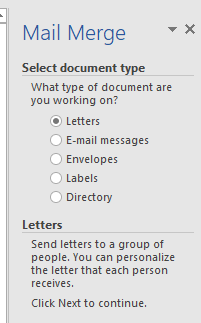 Mail Merge
Select document type
What type of document are
you working on?
Letters
E-mail messages
Envelopes
Labels
Directory
Letters
Send letters to a group of
people. You can personalize
the letter that each person
receives.
Click Next to continue.